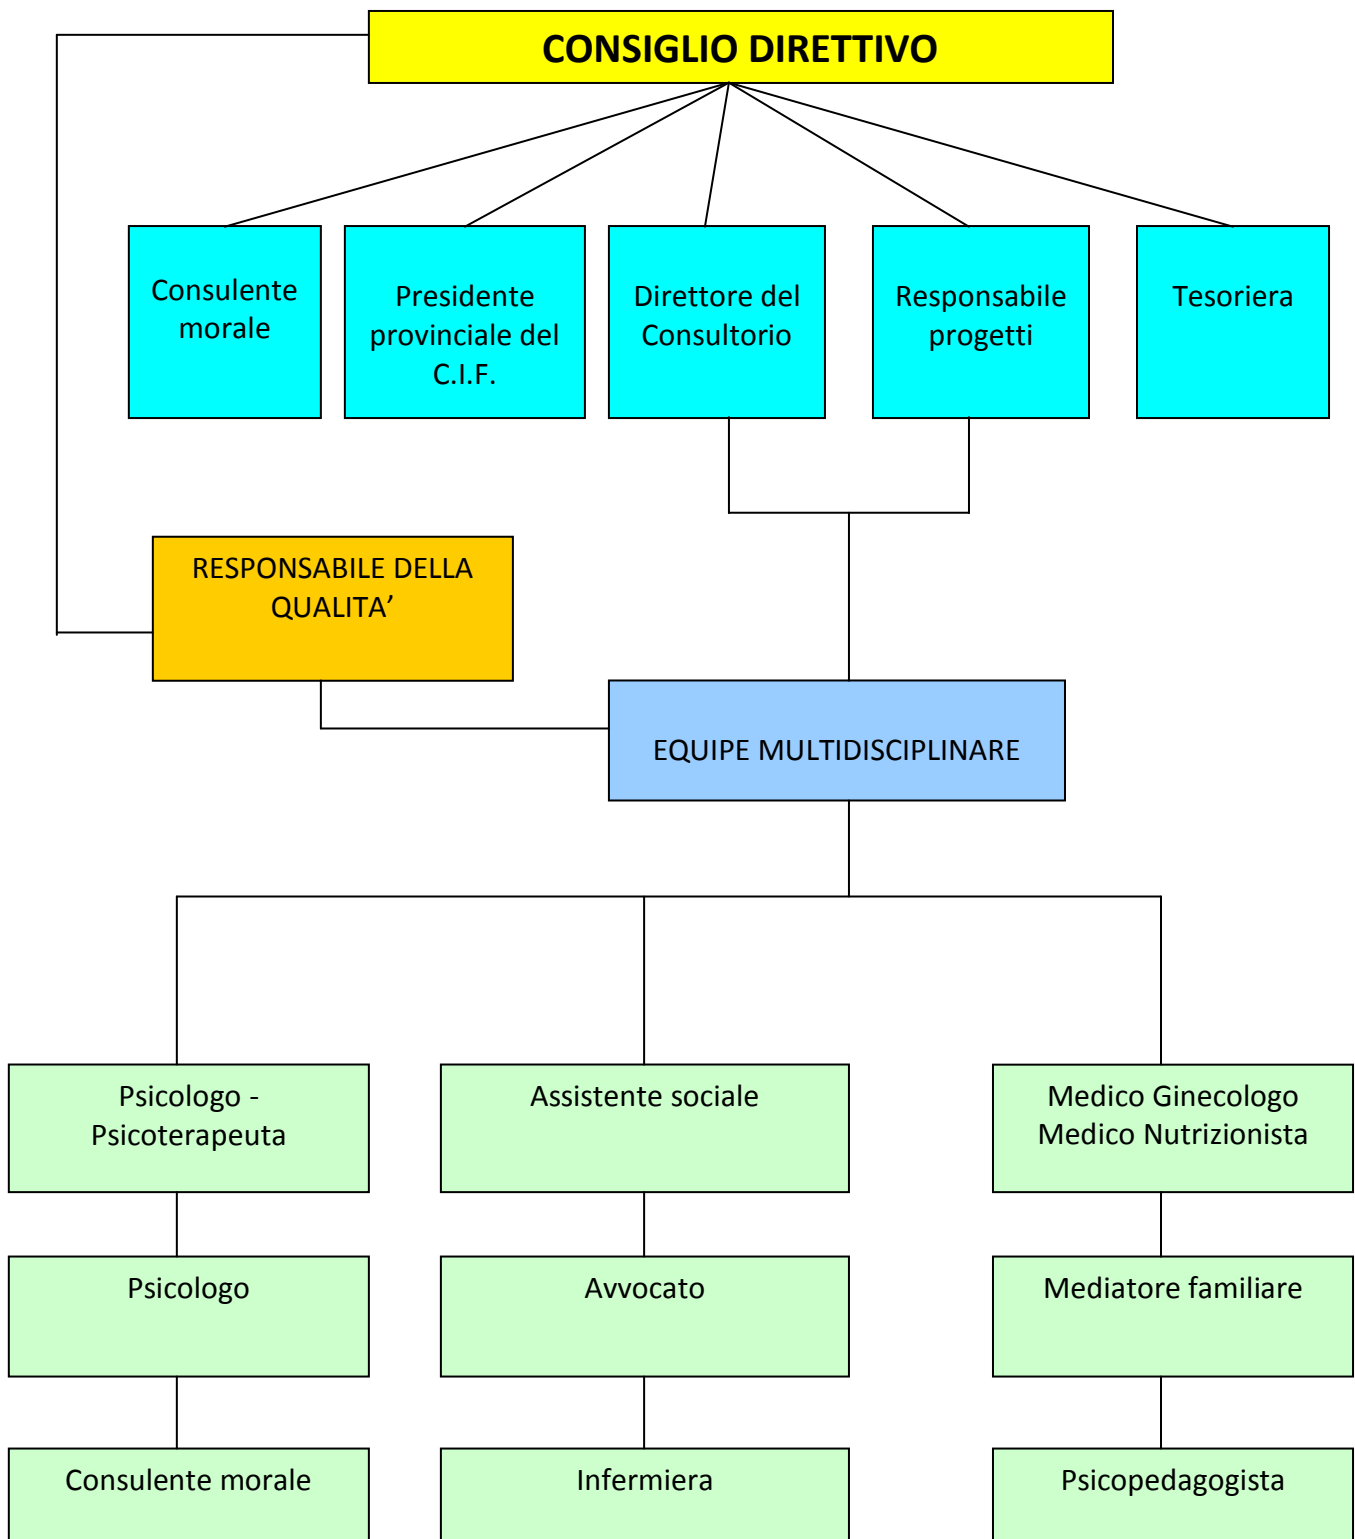 CONSIGLIO DIRETTIVO
Consulente
morale
Presidente
provinciale del
C.I.F.
Direttore del
Consultorio
Responsabile
progetti
Tesoriera
RESPONSABILE DELLA
QUALITA’
EQUIPE MULTIDISCIPLINARE
Psicologo -
Psicoterapeuta
Assistente sociale
Medico Ginecologo
Medico Nutrizionista
Psicologo
Avvocato
Mediatore familiare
Consulente morale
Infermiera
Psicopedagogista